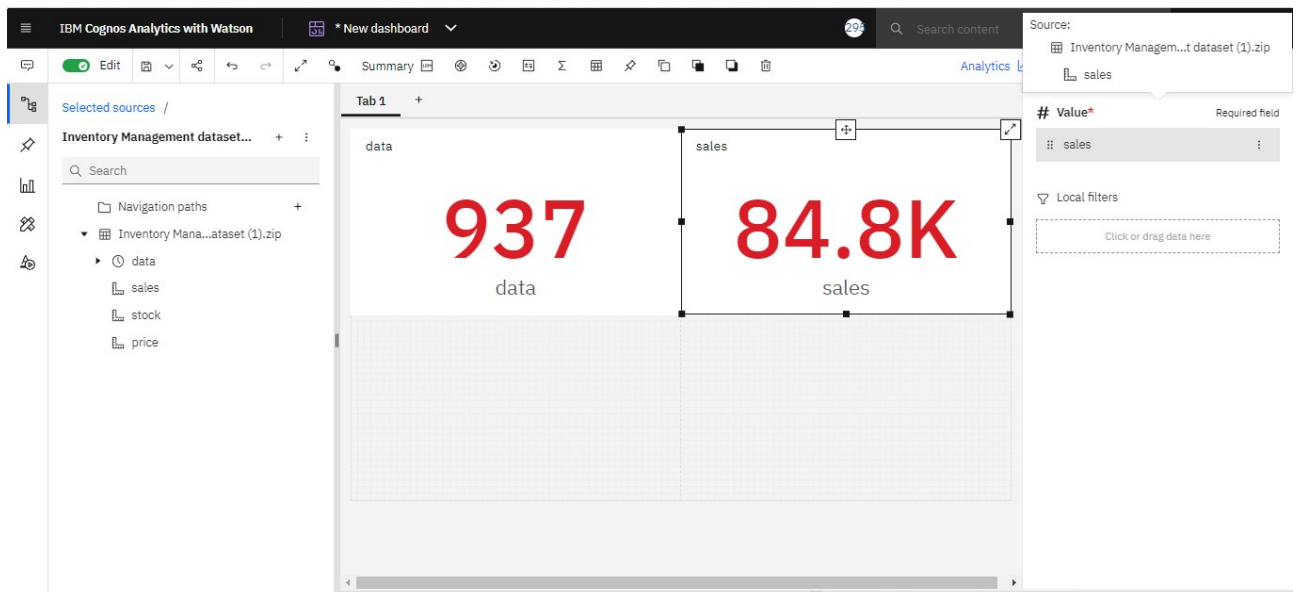 IBM Cognos Analytics with Watson
* New dashboard
295
Search content
Source:
Inventory Managem...t dataset (1).zip
sales
Edit
Summary
Analytics
Selected sources /
Inventory Management dataset...
Search
Navigation paths
Inventory Mana...ataset (1).zip
data
sales
stock
price
Tab 1
data
937
data
sales
84.8K
sales
# Value*
Required field
sales
Local filters
Click or drag data here